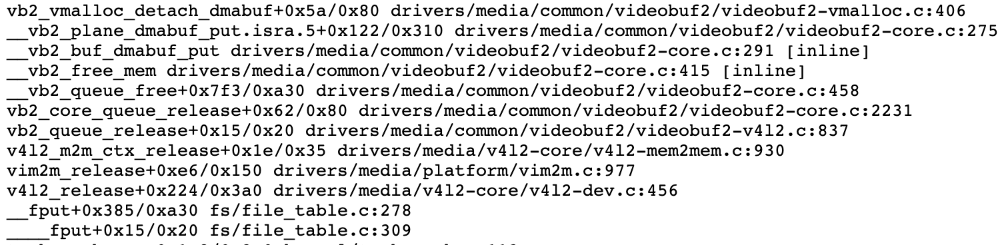 vb2_vmalloc_detach_dmabuf+0x5a/0x80 drivers/media/common/videobuf2/videobuf2-vmalloc.c:406
__vb2_plane_dmabuf_put.isra.5+0x122/0x310 drivers/media/common/videobuf2/videobuf2-core.c:275
__vb2_buf_dmabuf_put drivers/media/common/videobuf2/videobuf2-core.c:291 [inline]
__vb2_free_mem drivers/media/common/videobuf2/videobuf2-core.c:415 [inline]
__vb2_queue_free+0x7f3/0xa30 drivers/media/common/videobuf2/videobuf2-core.c:458
vb2_core_queue_release+0x62/0x80 drivers/media/common/videobuf2/videobuf2-core.c:2231
vb2_queue_release+0x15/0x20 drivers/media/common/videobuf2/videobuf2-v4l2.c:837
v4l2_m2m_ctx_release+0x1e/0x35 drivers/media/v4l2-core/v4l2-mem2mem.c:930
vim2m_release+0xe6/0x150 drivers/media/platform/vim2m.c:977
v4l2_release+0x224/0x3a0 drivers/media/v4l2-core/v4l2-dev.c:456
__fput+0x385/0xa30 fs/file_table.c:278
____fput+0x15/0x20 fs/file_table.c:309